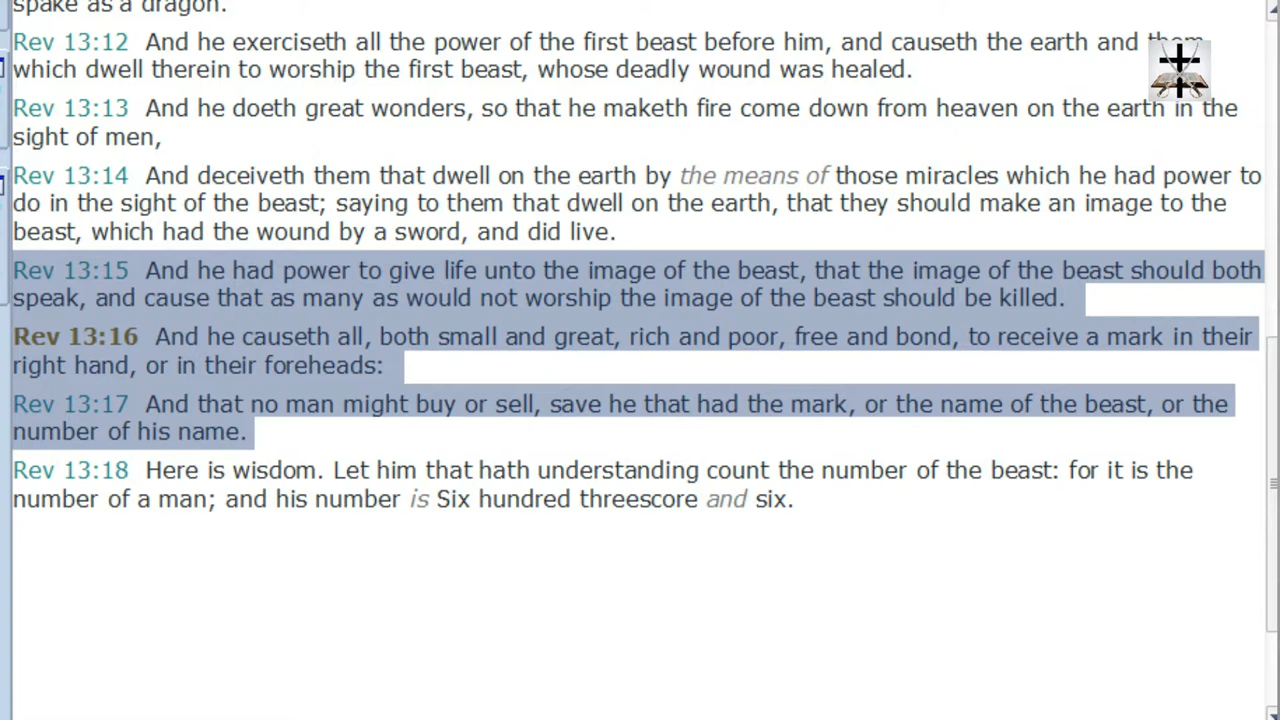 spake as a dragon.
Rev 13:12 And he exerciseth all the power of the first beast before him, and causeth the earth and them
which dwell therein to worship the first beast, whose deadly wound was healed.
Rev 13:13 And he doeth great wonders, so that he maketh fire come down from heaven on the earth in the
sight of men,
Rev 13:14 And deceiveth them that dwell on the earth by the means of those miracles which he had power to
do in the sight of the beast; saying to them that dwell on the earth, that they should make an image to the
beast, which had the wound by a sword, and did live.
Rev 13:15 And he had power to give life unto the image of the beast, that the image of the beast should both
speak, and cause that as many as would not worship the image of the beast should be killed.
Rev 13:16 And he causeth all, both small and great, rich and poor, free and bond, to receive a mark in their
right hand, or in their foreheads:
Rev 13:17 And that no man might buy or sell, save he that had the mark, or the name of the beast, or the
number of his name.
Rev 13:18 Here is wisdom. Let him that hath understanding count the number of the beast: for it is the
number of a man; and his number is Six hundred threescore and six.